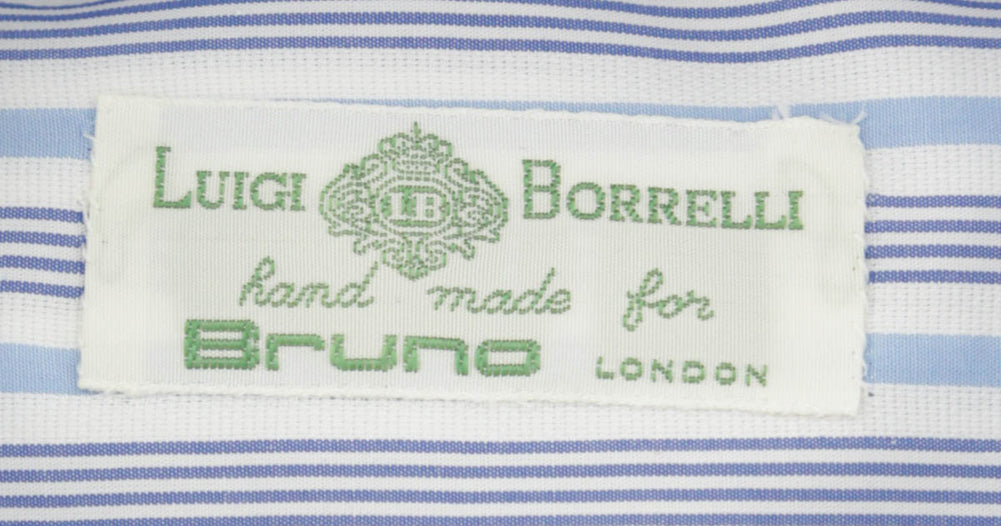 LUIGI LB BORRELLI
hand made for
Bruno LONDON